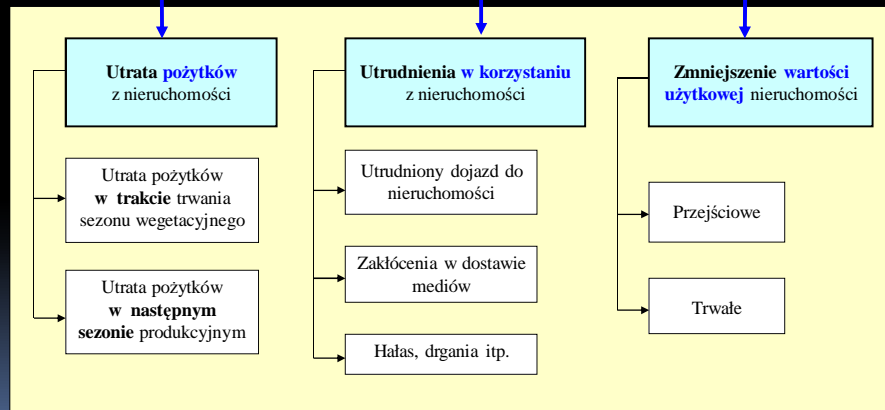 Utrata pożytków
z nieruchomości
Utrata pożytków
w trakcie trwania
sezonu wegetacyjnego
Utrata pożytków
w następnym
sezonie produkcyjnym
Utrudnienia w korzystaniu
z nieruchomości
Utrudniony dojazd do
nieruchomości
Zakłócenia w dostawie
mediów
Hałas, drgania itp.
Zmniejszenie wartości
użytkowej nieruchomości
Przejściowe
Trwałe